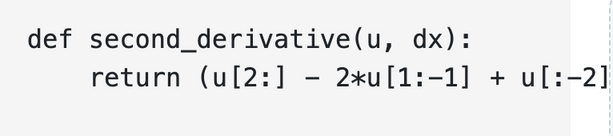 def second_derivative(u, dx):
    return (u[2:] - 2*u[1:-1] + u[:-2]